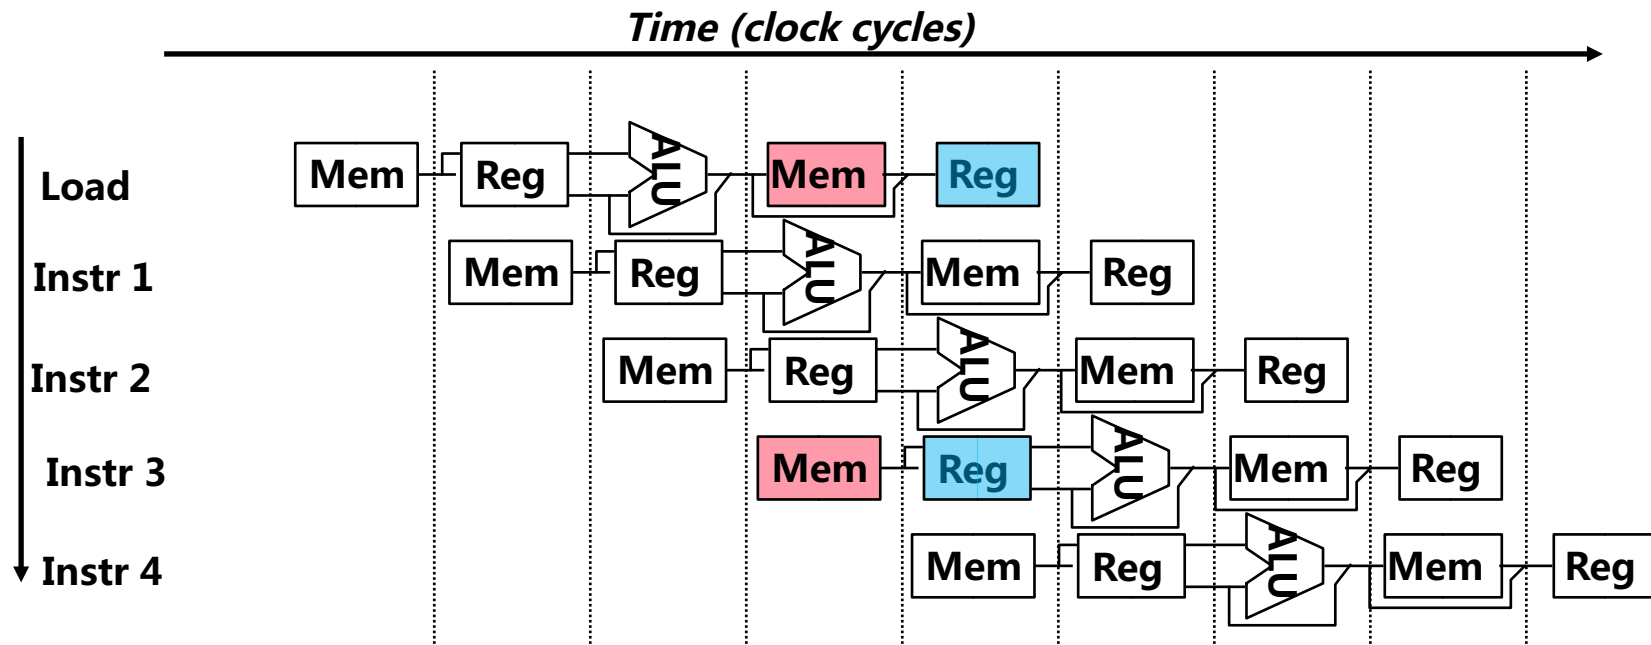 Time (clock cycles)
Load Mem Reg ALU Mem Reg
Instr 1 Mem Reg ALU Mem Reg
Instr 2 Mem Reg ALU Mem Reg
Instr 3 Mem Reg ALU Mem Reg
Instr 4 Mem Reg ALU Mem Reg